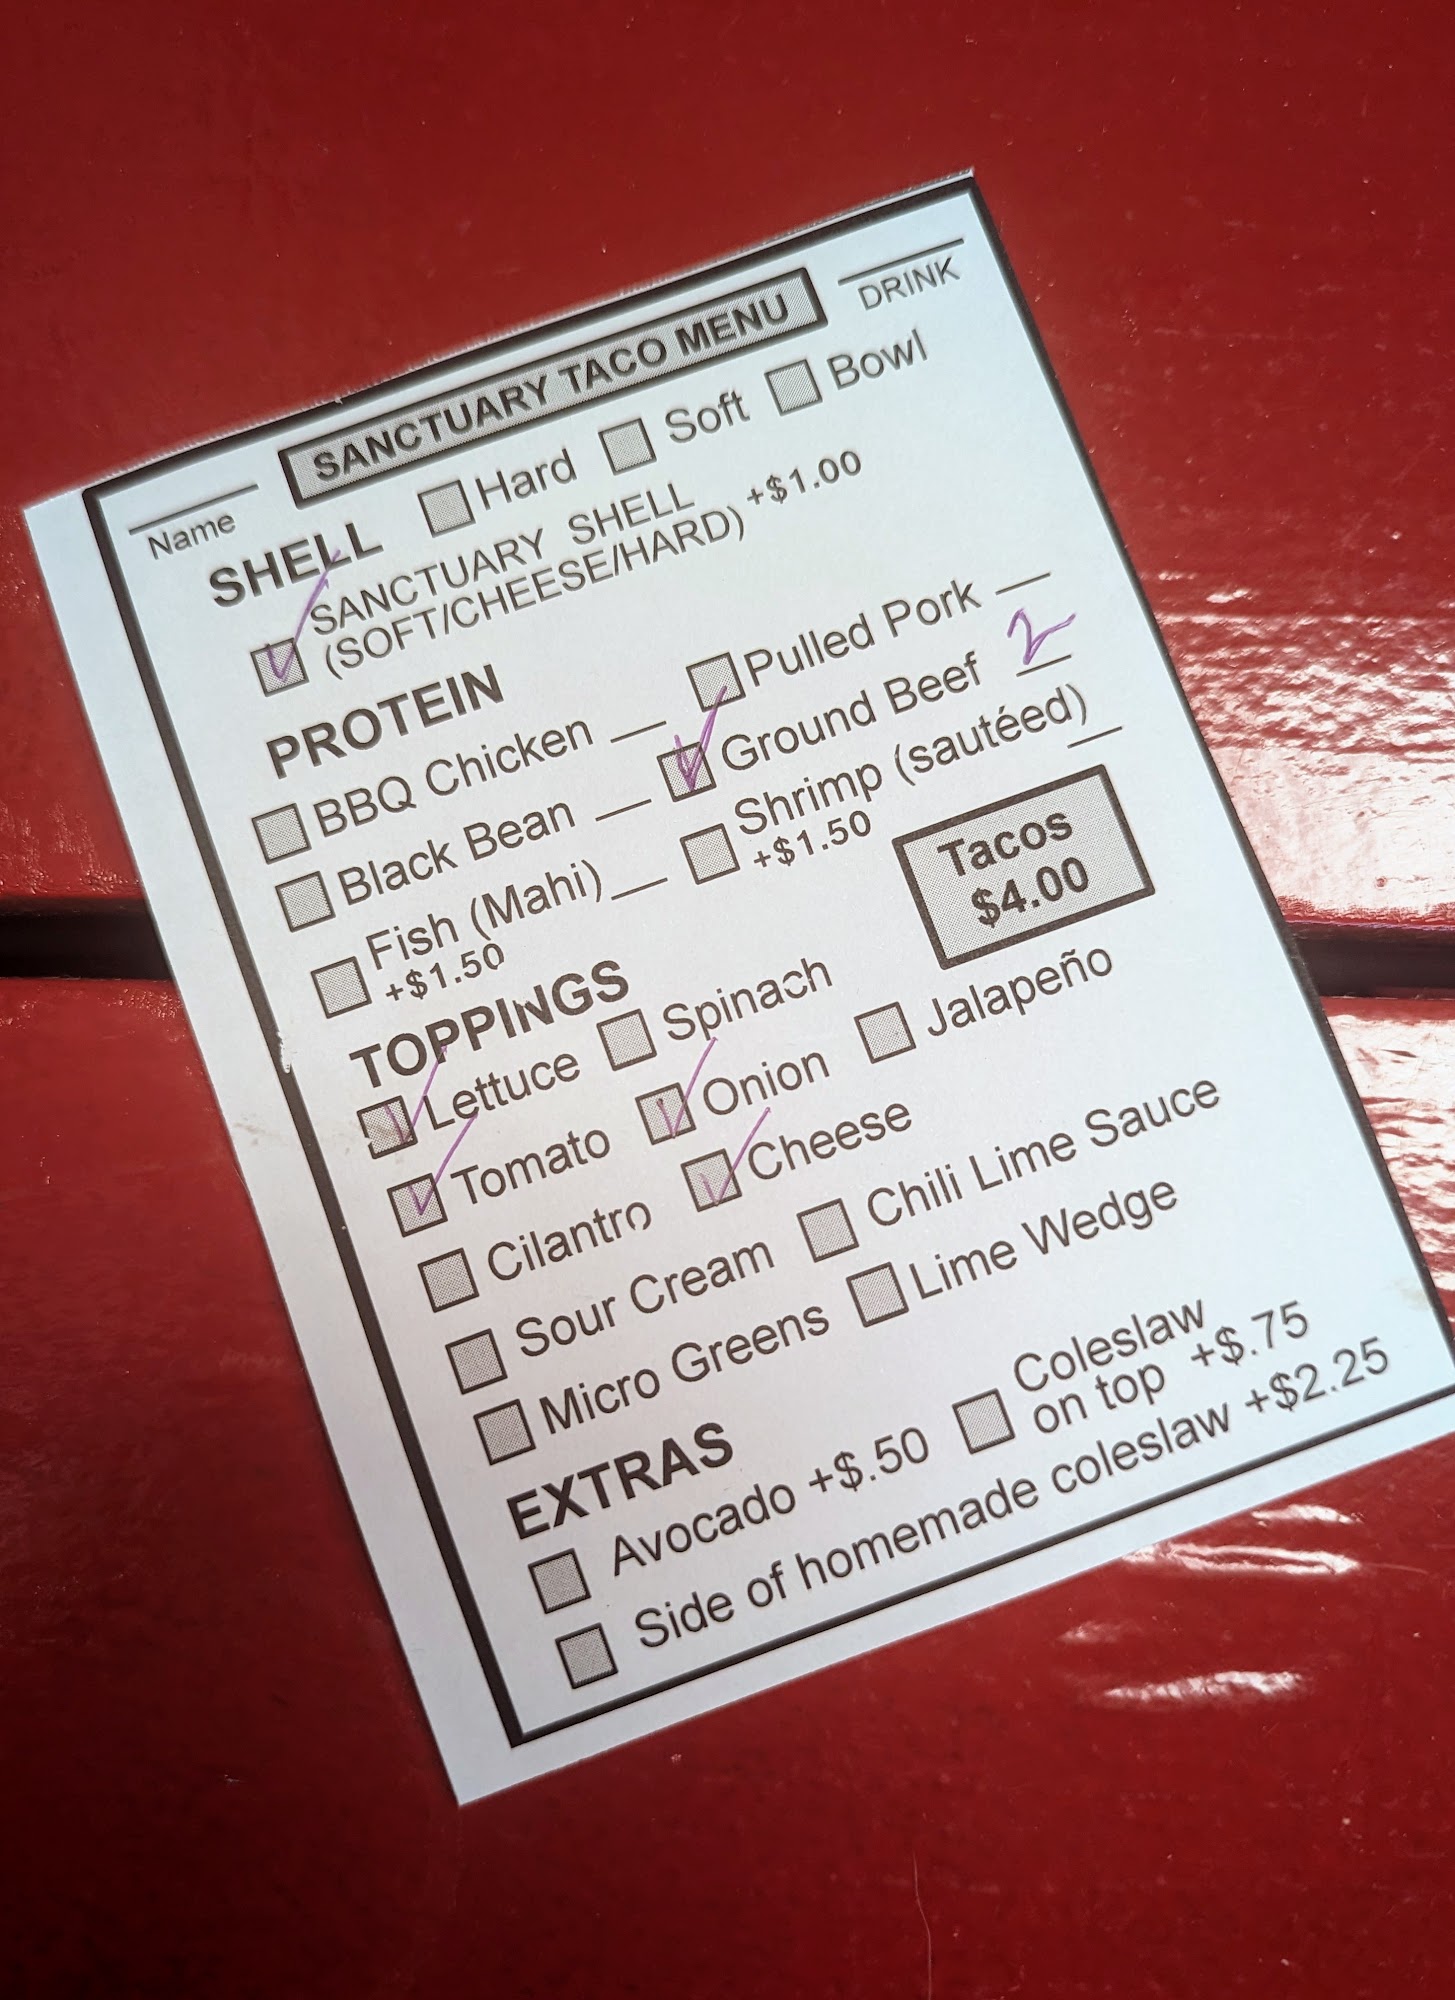 SANCTUARY TACO MENU
Name
DRINK
SHELL Hard Soft Bowl
SANCTUARY SHELL
(SOFT/CHEESE/HARD) +$1.00
PROTEIN
BBQ Chicken
Pulled Pork
Black Bean
Ground Beef 2
Fish (Mahi)
+$1.50
Shrimp (sautéed)
+$1.50
Tacos
$4.00
TOPPINGS
Lettuce Spinach
Tomato Onion Jalapeño
Cilantro Cheese
Sour Cream Chili Lime Sauce
Micro Greens Lime Wedge
EXTRAS
Avocado +$.50
Coleslaw
on top +$.75
Side of homemade coleslaw +$2.25